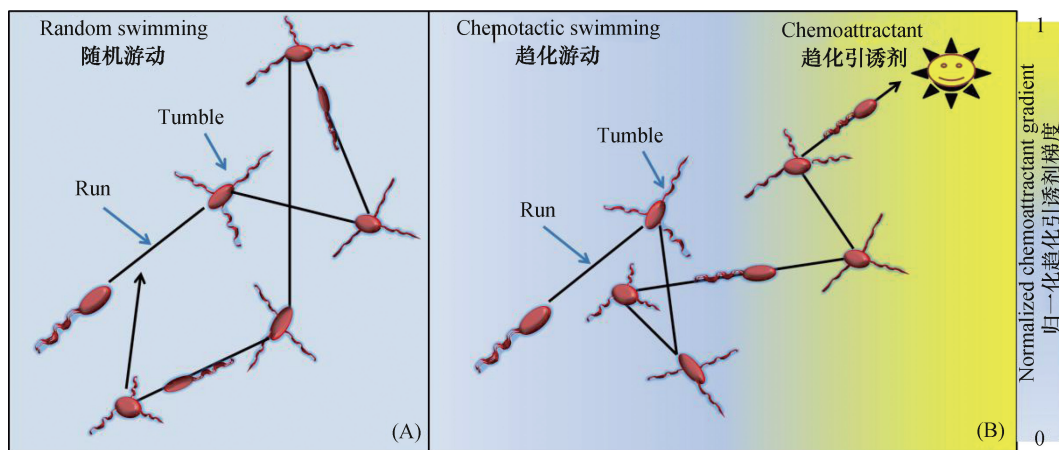 Random swimming
随机游动
Tumble
Run
(A)
Chemotactic swimming
趋化游动
Tumble
Run
Chemoattractant
趋化引诱剂
(B)
1
Normalized chemoattractant gradient
归一化趋化引诱剂梯度
0